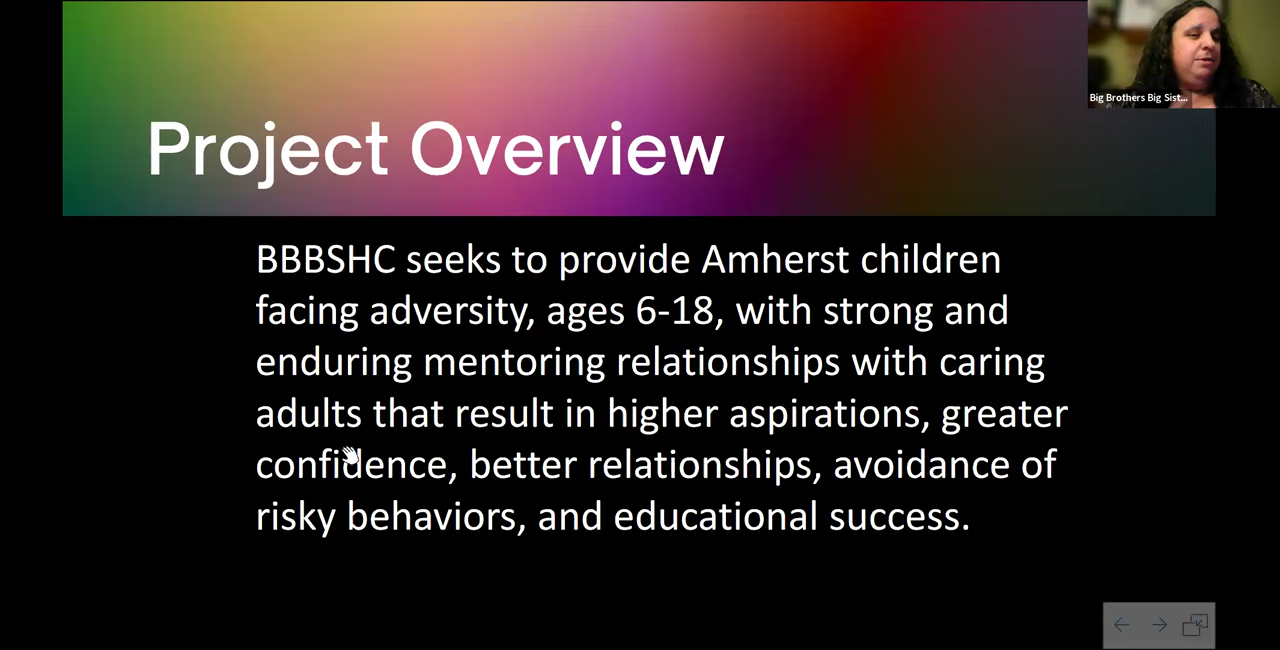 Big Brothers Big Sist...
Project Overview
BBBSHC seeks to provide Amherst children
facing adversity, ages 6-18, with strong and
enduring mentoring relationships with caring
adults that result in higher aspirations, greater
confidence, better relationships, avoidance of
risky behaviors, and educational success.